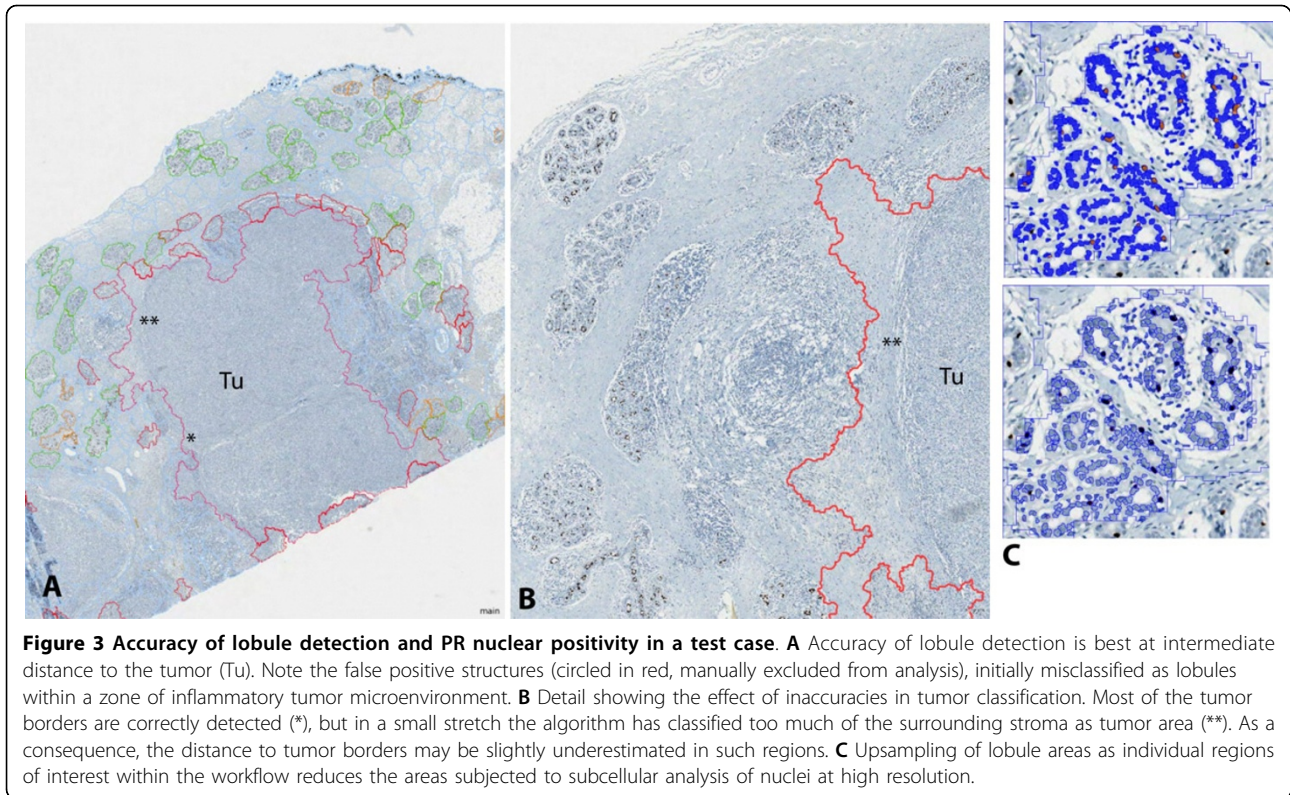 **
Tu
*
A
main
**
Tu
B
C
Figure 3 Accuracy of lobule detection and PR nuclear positivity in a test case. A Accuracy of lobule detection is best at intermediate
distance to the tumor (Tu). Note the false positive structures (circled in red, manually excluded from analysis), initially misclassified as lobules
within a zone of inflammatory tumor microenvironment. B Detail showing the effect of inaccuracies in tumor classification. Most of the tumor
borders are correctly detected (*), but in a small stretch the algorithm has classified too much of the surrounding stroma as tumor area (**). As a
consequence, the distance to tumor borders may be slightly underestimated in such regions. C Upsampling of lobule areas as individual regions
of interest within the workflow reduces the areas subjected to subcellular analysis of nuclei at high resolution.